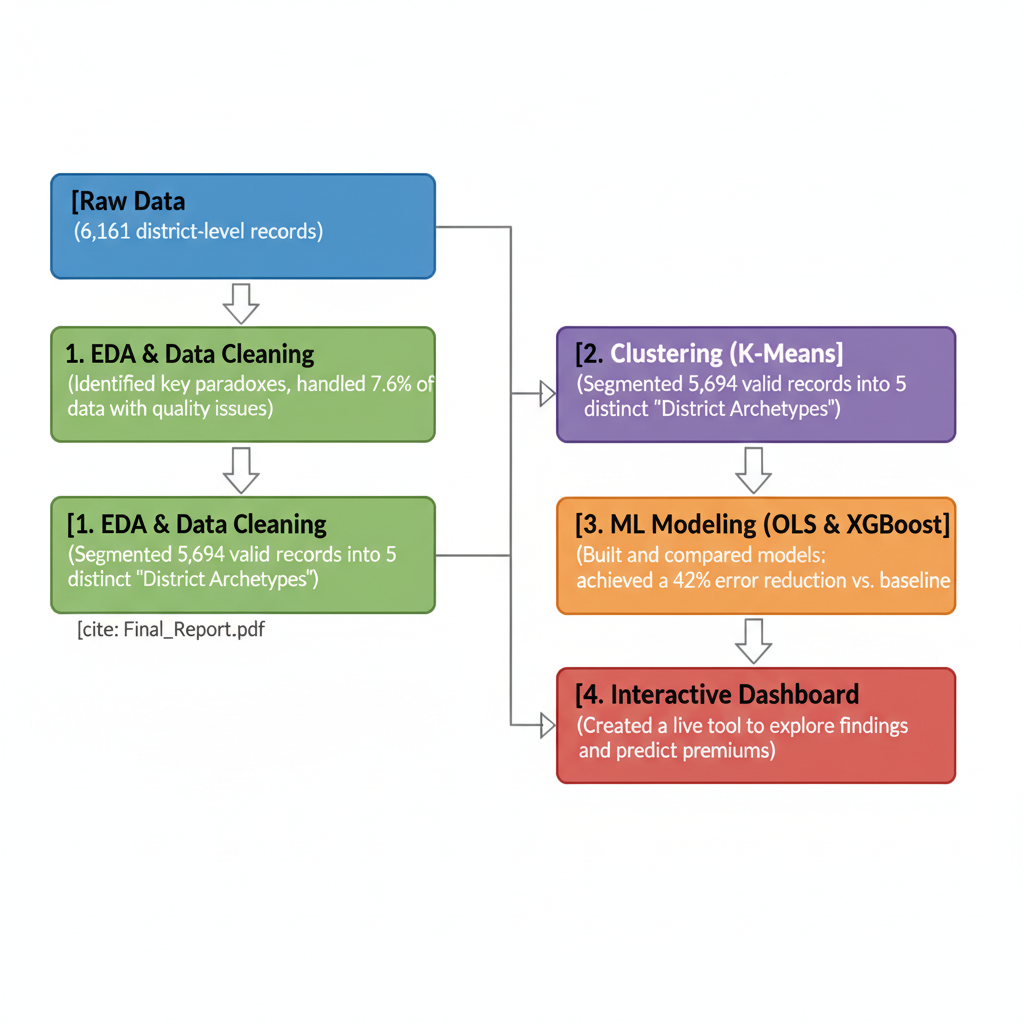 [Raw Data
(6,161 district-level records)
1. EDA & Data Cleaning
(Identified key paradoxes, handled 7.6% of
data with quality issues)
[1. EDA & Data Cleaning
(Segmented 5,694 valid records into 5
distinct "District Archetypes")
[cite: Final_Report.pdf
[2. Clustering (K-Means]
(Segmented 5,694 valid records into 5
distinct "District Archetypes")
[3. ML Modeling (OLS & XGBoost]
(Built and compared models;
achieved a 42% error reduction vs. baseline
[4. Interactive Dashboard
(Created a live tool to explore findings
and predict premiums)